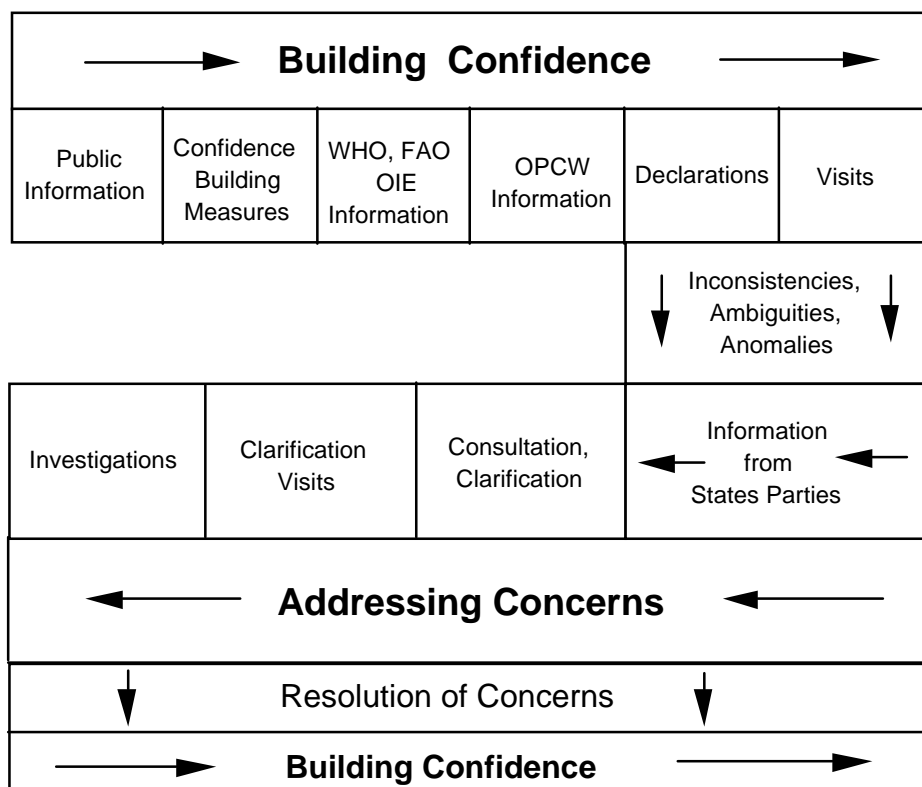 Building Confidence
Public
Information
Confidence
Building
Measures
WHO, FAO
OIE
Information
OPCW
Information
Declarations
Visits
Inconsistencies,
Ambiguities,
Anomalies
Investigations
Clarification
Visits
Consultation,
Clarification
Information
from
States Parties
Addressing Concerns
Resolution of Concerns
Building Confidence